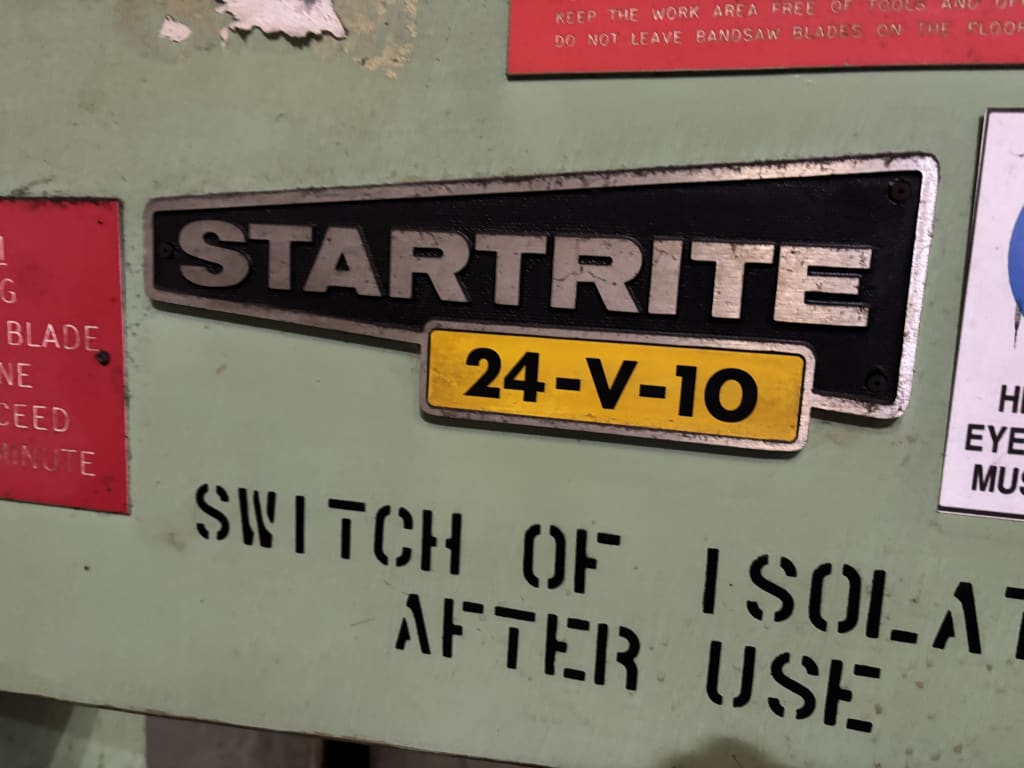 KEEP THE WORK AREA FREE OF TOOLS AND
DO NOT LEAVE BANDSAW BLADES ON THE FLOOR
STARTRITE
24-V-10
BLADE
NE
CEED
MINUTE
EYE
MUS
SWITCH OF ISOLAT
AFTER USE